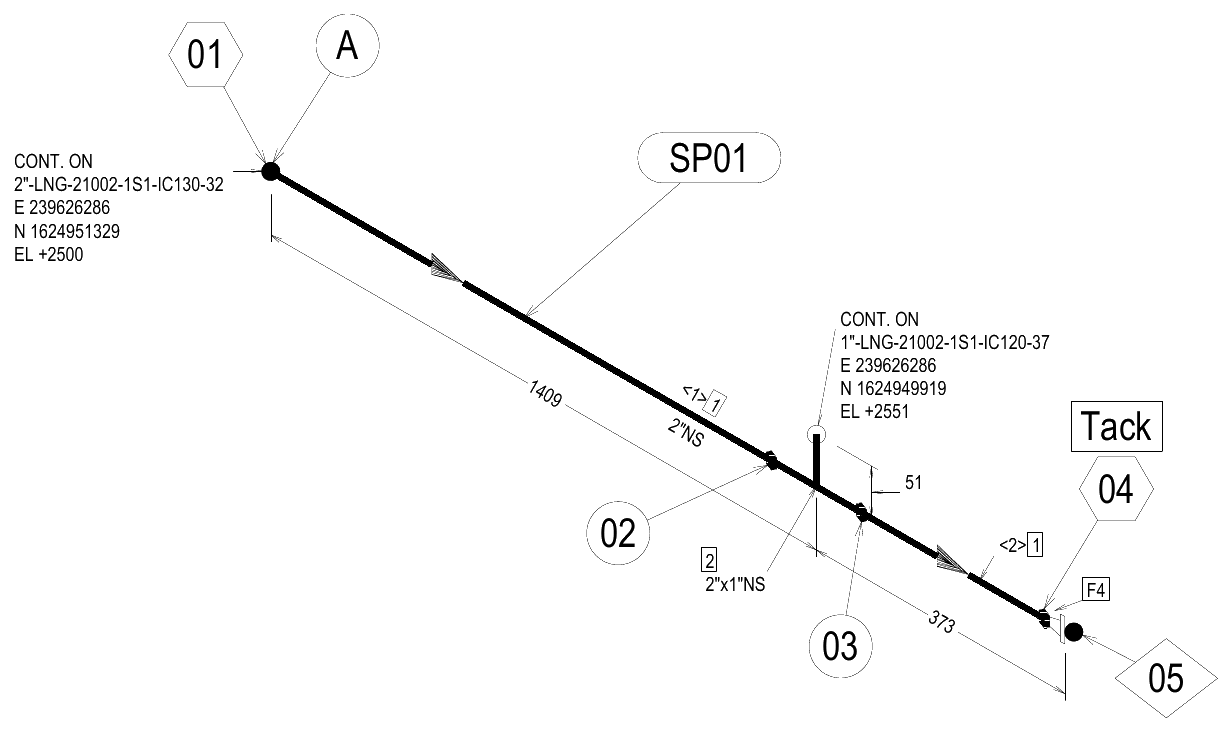 01
A
CONT. ON
2"-LNG-21002-1S1-IC130-32
E 239626286
N 1624951329
EL +2500
SP01
CONT. ON
1"-LNG-21002-1S1-IC120-37
E 239626286
N 1624949919
EL +2551
1409
<1> 1
2"NS
Tack
51
04
02
<2> 1
2
2"x1"NS
F4
373
03
05